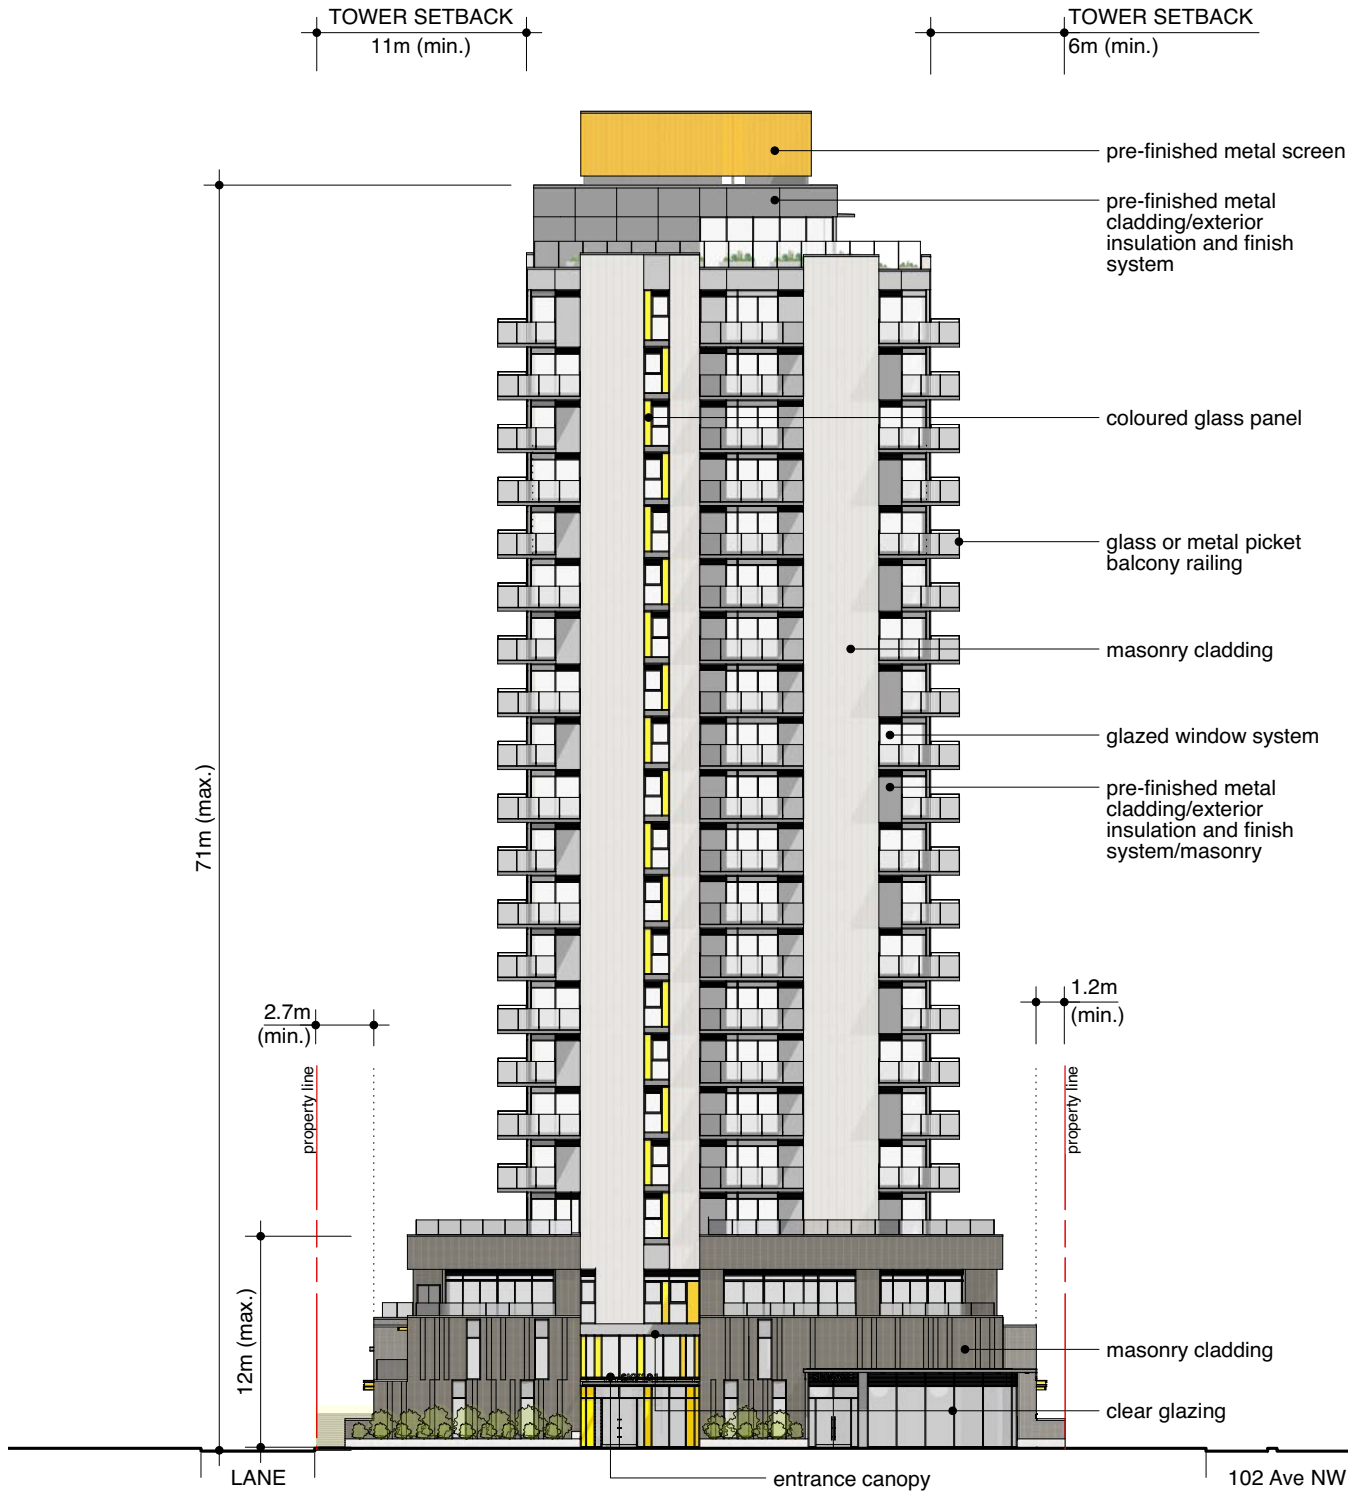 TOWER SETBACK
11m (min.)
TOWER SETBACK
6m (min.)
pre-finished metal screen
pre-finished metal
cladding/exterior
insulation and finish
system
coloured glass panel
glass or metal picket
balcony railing
masonry cladding
glazed window system
pre-finished metal
cladding/exterior
insulation and finish
system/masonry
71m (max.)
2.7m
(min.)
1.2m
(min.)
property line
property line
12m (max.)
masonry cladding
clear glazing
LANE
entrance canopy
102 Ave NW